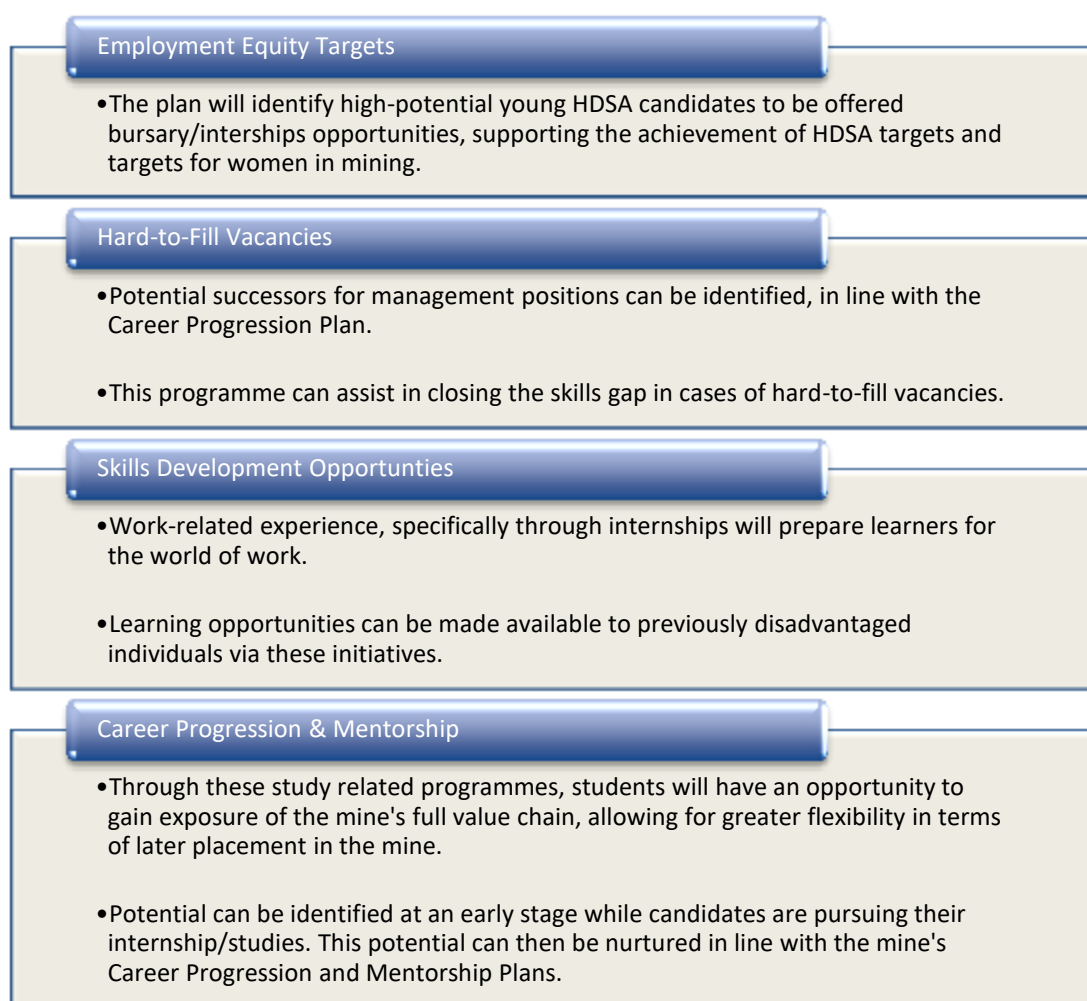 Employment Equity Targets
•The plan will identify high-potential young HDSA candidates to be offered
bursary/interships opportunities, supporting the achievement of HDSA targets and
targets for women in mining.
Hard-to-Fill Vacancies
•Potential successors for management positions can be identified, in line with the
Career Progression Plan.
•This programme can assist in closing the skills gap in cases of hard-to-fill vacancies.
Skills Development Opportunties
•Work-related experience, specifically through internships will prepare learners for
the world of work.
•Learning opportunities can be made available to previously disadvantaged
individuals via these initiatives.
Career Progression & Mentorship
•Through these study related programmes, students will have an opportunity to
gain exposure of the mine's full value chain, allowing for greater flexibility in terms
of later placement in the mine.
•Potential can be identified at an early stage while candidates are pursuing their
internship/studies. This potential can then be nurtured in line with the mine's
Career Progression and Mentorship Plans.